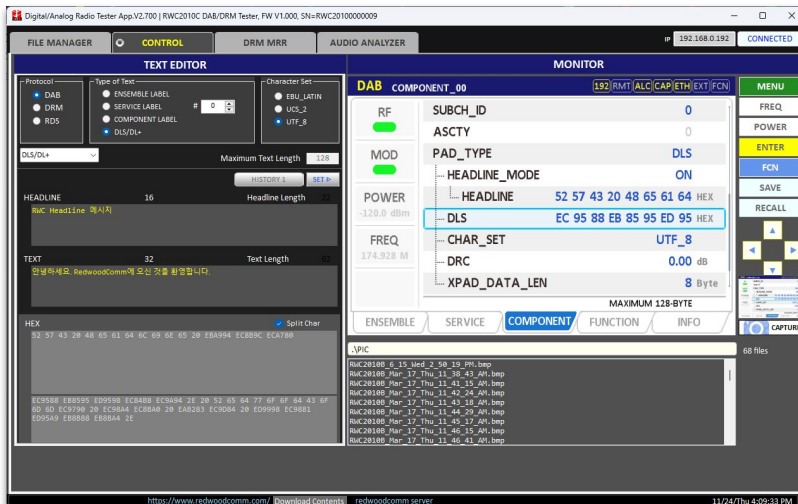 Digital/Analog Radio Tester App.V2.700 | RWC2010C DAB/DRM Tester, FW V1.000, SN=RWC20100000009
FILE MANAGER
CONTROL
DRM MRR
AUDIO ANALYZER
IP 192.168.0.192
CONNECTED
TEXT EDITOR
Protocol
DAB
DRM
RDS
Type of Text
ENSEMBLE LABEL
SERVICE LABEL
COMPONENT LABEL
DLS/DL+
# 0
Character Set
EBU_LATIN
UCS_2
UTF_8
DLS/DL+
Maximum Text Length 128
HISTORY 1
SET
HEADLINE 16 Headline Length 22
RWC Headline 메시지
TEXT 32 Text Length 62
안녕하세요. RedwoodComm에 오신 것을 환영합니다.
HEX
Split Char
52 57 43 20 48 65 61 64 6C 69 6E 65 20 EBA994 EC8B9C ECA780
EC9588 EB8595 ED9598 EC84B8 EC9A94 2E 20 52 65 64 77 6F 6F 64 43 6F
6D 6D EC9790 20 EC98A4 EC8BA0 20 EAB283 EC9D84 20 ED9998 EC9881
ED95A9 EB8B88 EB8BA4 2E
MONITOR
DAB COMPONENT_00
192 RMT ALC CAP ETH EXT FCN
RF
MOD
POWER
-120.0 dBm
FREQ
174.928 M
SUBCH_ID 0
ASCTY 0
PAD_TYPE DLS
HEADLINE_MODE ON
HEADLINE 52 57 43 20 48 65 61 64 HEX
DLS EC 95 88 EB 85 95 ED 95 HEX
CHAR_SET UTF_8
DRC 0.00 dB
XPAD_DATA_LEN 8 Byte
MAXIMUM 128-BYTE
ENSEMBLE
SERVICE
COMPONENT
FUNCTION
INFO
.\PIC
RWC2010B_6_15_Wed_2_50_19_PM.bmp
RWC2010B_Mar_17_Thu_11_38_43_AM.bmp
RWC2010B_Mar_17_Thu_11_41_15_AM.bmp
RWC2010B_Mar_17_Thu_11_42_24_AM.bmp
RWC2010B_Mar_17_Thu_11_43_18_AM.bmp
RWC2010B_Mar_17_Thu_11_44_29_AM.bmp
RWC2010B_Mar_17_Thu_11_45_17_AM.bmp
RWC2010B_Mar_17_Thu_11_46_15_AM.bmp
RWC2010B_Mar_17_Thu_11_46_41_AM.bmp
MENU
FREQ
POWER
ENTER
FCN
SAVE
RECALL
CAPTURE
68 files
https://www.redwoodcomm.com/
Download Contents
redwoodcomm server
11/24/Thu 4:09:33 PM